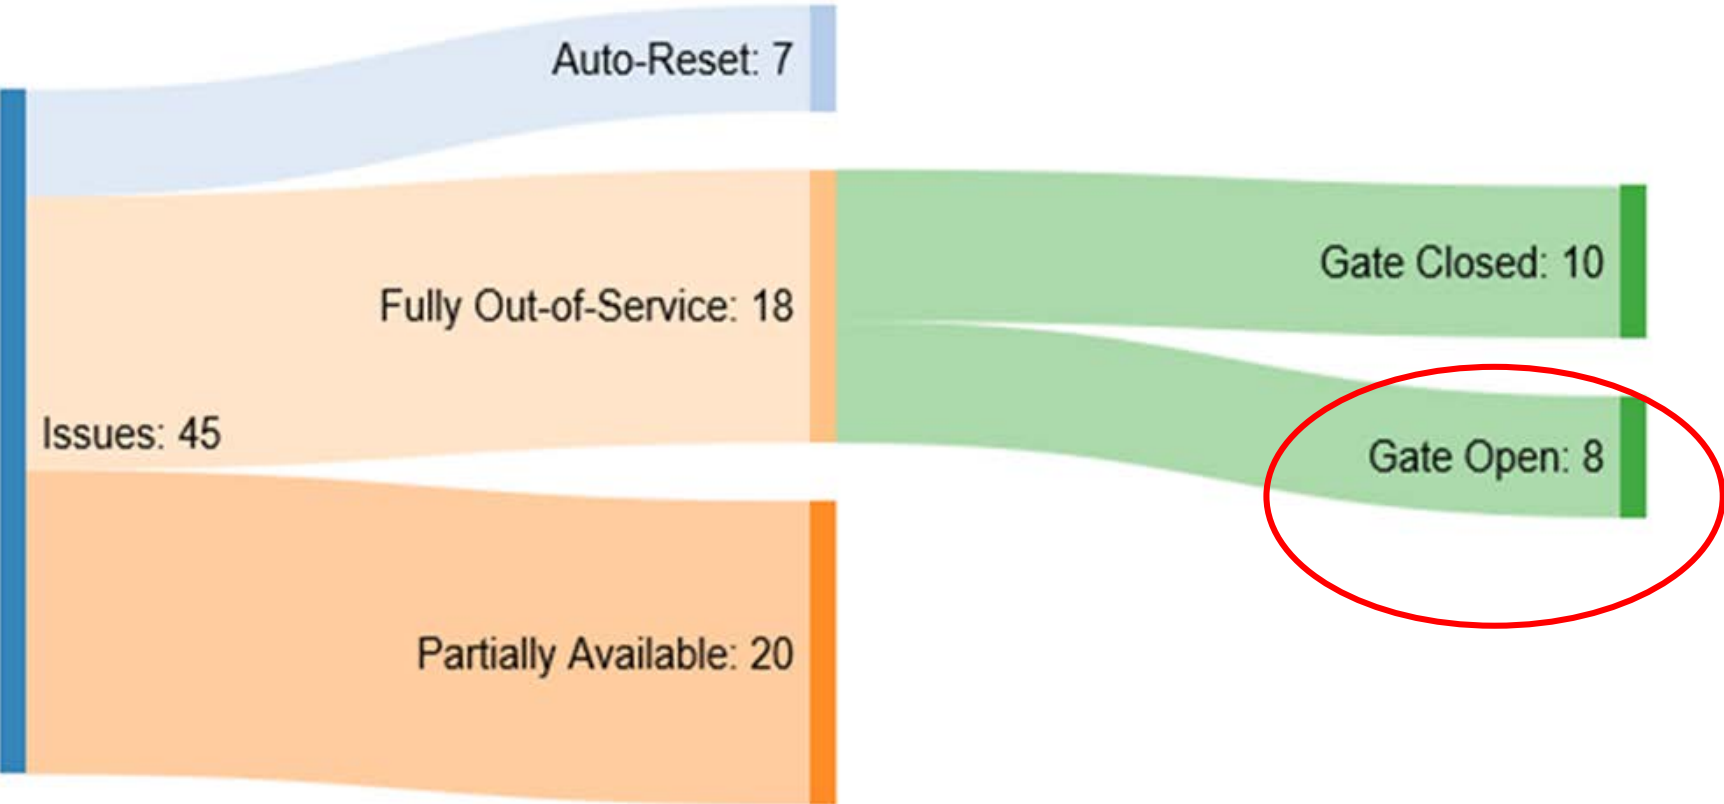 Auto-Reset: 7
Fully Out-of-Service: 18
Gate Closed: 10
Issues: 45
Gate Open: 8
Partially Available: 20